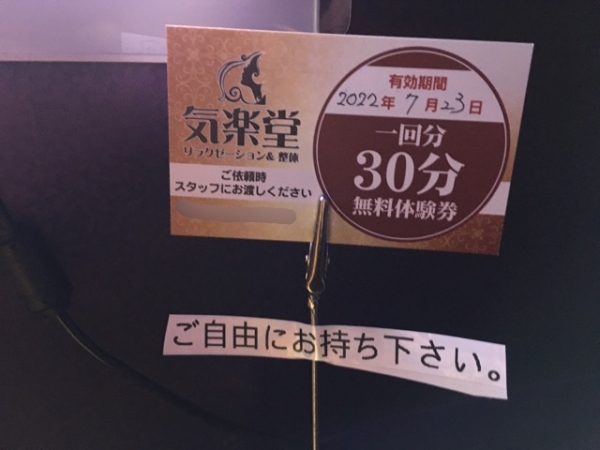 気楽堂
リラクゼーション& 整体
ご依頼時
スタッフにお渡しください
有効期間
2022年 7月23日
一回分
30分
無料体験券
ご自由にお持ち下さい。